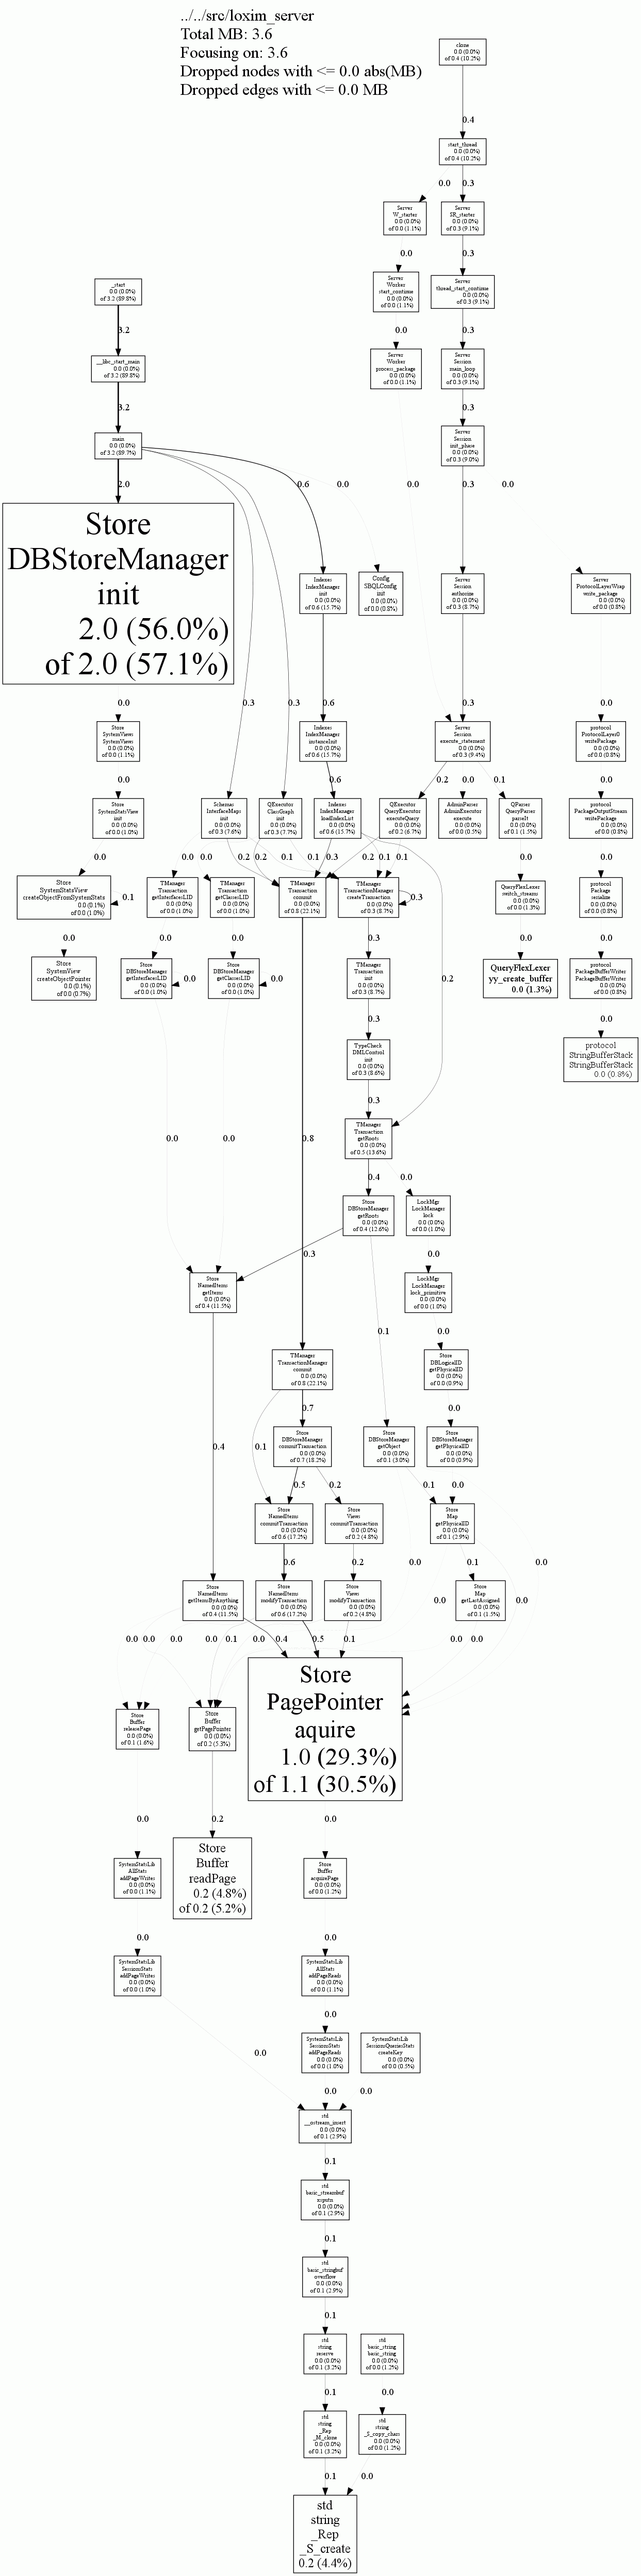 ../../src/loxim_server
Total MB: 3.6
Focusing on: 3.6
Dropped nodes with <= 0.0 abs(MB)
Dropped edges with <= 0.0 MB
clone
0.0 (0.0%)
of 0.4 (10.2%)
0.4
start_thread
0.0 (0.0%)
of 0.4 (10.2%)
0.0
0.3
Server
W_starter
0.0 (0.0%)
of 0.0 (1.1%)
Server
SR_starter
0.0 (0.0%)
of 0.3 (9.1%)
0.0
0.3
Server
Worker
start_continue
0.0 (0.0%)
of 0.0 (1.1%)
Server
thread_start_continue
0.0 (0.0%)
of 0.3 (9.1%)
_start
0.0 (0.0%)
of 3.2 (89.8%)
3.2
0.0
0.3
__libc_start_main
0.0 (0.0%)
of 3.2 (89.8%)
Server
Worker
process_package
0.0 (0.0%)
of 0.0 (1.1%)
Server
Session
main_loop
0.0 (0.0%)
of 0.3 (9.1%)
3.2
0.3
main
0.0 (0.0%)
of 3.2 (89.7%)
Server
Session
init_phase
0.0 (0.0%)
of 0.3 (9.0%)
2.0
0.6
0.0
0.0
0.3
0.0
Store
DBStoreManager
init
2.0 (56.0%)
of 2.0 (57.1%)
Indexes
IndexManager
init
0.0 (0.0%)
of 0.6 (15.7%)
Config
SBQLConfig
init
0.0 (0.0%)
of 0.0 (0.8%)
Server
Session
authorize
0.0 (0.0%)
of 0.3 (8.7%)
Server
ProtocolLayerWrap
write_package
0.0 (0.0%)
of 0.0 (0.8%)
0.0
0.3
0.3
0.6
0.3
0.0
Store
SystemViews
SystemViews
0.0 (0.0%)
of 0.0 (1.1%)
Indexes
IndexManager
instanceInit
0.0 (0.0%)
of 0.6 (15.7%)
Server
Session
execute_statement
0.0 (0.0%)
of 0.3 (9.4%)
protocol
ProtocolLayer0
writePackage
0.0 (0.0%)
of 0.0 (0.8%)
0.0
0.6
0.2
0.0
0.1
0.0
Store
SystemStatsView
init
0.0 (0.0%)
of 0.0 (1.0%)
Schemas
InterfaceMaps
init
0.0 (0.0%)
of 0.3 (7.6%)
QExecutor
ClassGraph
init
0.0 (0.0%)
of 0.3 (7.7%)
Indexes
IndexManager
loadIndexList
0.0 (0.0%)
of 0.6 (15.7%)
QExecutor
QueryExecutor
executeQuery
0.0 (0.0%)
of 0.2 (6.7%)
AdminParser
AdminExecutor
execute
0.0 (0.0%)
of 0.0 (0.5%)
QParser
QueryParser
parseIt
0.0 (0.0%)
of 0.1 (1.5%)
protocol
PackageOutputStream
writePackage
0.0 (0.0%)
of 0.0 (0.8%)
0.0
0.0
0.0
0.2
0.2
0.1
0.1
0.3
0.2
0.1
0.1
0.0
0.0
Store
SystemStatsView
createObjectFromSystemStats
0.0 (0.1%)
of 0.0 (1.0%)
0.1
TManager
Transaction
getInterfacesLID
0.0 (0.0%)
of 0.0 (1.0%)
TManager
Transaction
getClassesLID
0.0 (0.0%)
of 0.0 (1.0%)
TManager
Transaction
commit
0.0 (0.0%)
of 0.8 (22.1%)
TManager
TransactionManager
createTransaction
0.0 (0.0%)
of 0.3 (8.7%)
0.3
QueryFlexLexer
switch_streams
0.0 (0.0%)
of 0.0 (1.3%)
protocol
Package
serialize
0.0 (0.0%)
of 0.0 (0.8%)
0.0
0.0
0.0
0.3
0.0
0.0
Store
SystemView
createObjectPointer
0.0 (0.1%)
of 0.0 (0.7%)
Store
DBStoreManager
getInterfacesLID
0.0 (0.0%)
of 0.0 (1.0%)
0.0
Store
DBStoreManager
getClassesLID
0.0 (0.0%)
of 0.0 (1.0%)
0.0
TManager
Transaction
init
0.0 (0.0%)
of 0.3 (8.7%)
0.2
QueryFlexLexer
yy_create_buffer
0.0 (1.3%)
protocol
PackageBufferWriter
PackageBufferWriter
0.0 (0.0%)
of 0.0 (0.8%)
0.3
0.0
TypeCheck
DMLControl
init
0.0 (0.0%)
of 0.3 (8.6%)
protocol
StringBufferStack
StringBufferStack
0.0 (0.8%)
0.3
TManager
Transaction
getRoots
0.0 (0.0%)
of 0.5 (13.6%)
0.0
0.0
0.8
0.4
0.0
Store
DBStoreManager
getRoots
0.0 (0.0%)
of 0.4 (12.6%)
LockMgr
LockManager
lock
0.0 (0.0%)
of 0.0 (1.0%)
0.3
0.0
Store
NamedItems
getItems
0.0 (0.0%)
of 0.4 (11.5%)
LockMgr
LockManager
lock_primitive
0.0 (0.0%)
of 0.0 (1.0%)
0.1
0.0
TManager
TransactionManager
commit
0.0 (0.0%)
of 0.8 (22.1%)
Store
DBLogicalID
getPhysicalID
0.0 (0.0%)
of 0.0 (0.9%)
0.7
0.0
0.4
0.1
Store
DBStoreManager
commitTransaction
0.0 (0.0%)
of 0.7 (18.2%)
Store
DBStoreManager
getObject
0.0 (0.0%)
of 0.1 (3.0%)
Store
DBStoreManager
getPhysicalID
0.0 (0.0%)
of 0.0 (0.9%)
0.5
0.2
0.1
0.0
Store
NamedItems
commitTransaction
0.0 (0.0%)
of 0.6 (17.2%)
Store
Views
commitTransaction
0.0 (0.0%)
of 0.2 (4.8%)
Store
Map
getPhysicalID
0.0 (0.0%)
of 0.1 (2.9%)
0.6
0.2
0.0
0.1
0.0
Store
NamedItems
getItemsByAnything
0.0 (0.0%)
of 0.4 (11.5%)
Store
NamedItems
modifyTransaction
0.0 (0.0%)
of 0.6 (17.2%)
Store
Views
modifyTransaction
0.0 (0.0%)
of 0.2 (4.8%)
0.0
Store
Map
getLastAssigned
0.0 (0.0%)
of 0.1 (1.5%)
0.0
0.0
0.0
0.0
0.1
0.0
0.4
0.5
0.1
0.0
0.0
Store
Buffer
releasePage
0.0 (0.0%)
of 0.1 (1.6%)
Store
Buffer
getPagePointer
0.0 (0.0%)
of 0.2 (5.3%)
Store
PagePointer
aquire
1.0 (29.3%)
of 1.1 (30.5%)
0.0
0.2
0.0
SystemStatsLib
AllStats
addPageWrites
0.0 (0.0%)
of 0.0 (1.1%)
Store
Buffer
readPage
0.2 (4.8%)
of 0.2 (5.2%)
Store
Buffer
acquirePage
0.0 (0.0%)
of 0.0 (1.2%)
0.0
0.0
SystemStatsLib
SessionStats
addPageWrites
0.0 (0.0%)
of 0.0 (1.0%)
SystemStatsLib
AllStats
addPageReads
0.0 (0.0%)
of 0.0 (1.1%)
0.0
0.0
SystemStatsLib
SessionStats
addPageReads
0.0 (0.0%)
of 0.0 (1.0%)
SystemStatsLib
SessionQueriesStats
createKey
0.0 (0.0%)
of 0.0 (0.5%)
0.0
0.0
std
__ostream_insert
0.0 (0.0%)
of 0.1 (2.9%)
0.1
std
basic_streambuf
xsputn
0.0 (0.0%)
of 0.1 (2.9%)
0.1
std
basic_stringbuf
overflow
0.0 (0.0%)
of 0.1 (2.9%)
0.1
std
string
reserve
0.0 (0.0%)
of 0.1 (3.2%)
std
basic_string
basic_string
0.0 (0.0%)
of 0.0 (1.2%)
0.1
0.0
std
string
_Rep
_M_clone
0.0 (0.0%)
of 0.1 (3.2%)
std
string
_S_copy_chars
0.0 (0.0%)
of 0.0 (1.2%)
0.1
0.0
std
string
_Rep
_S_create
0.2 (4.4%)